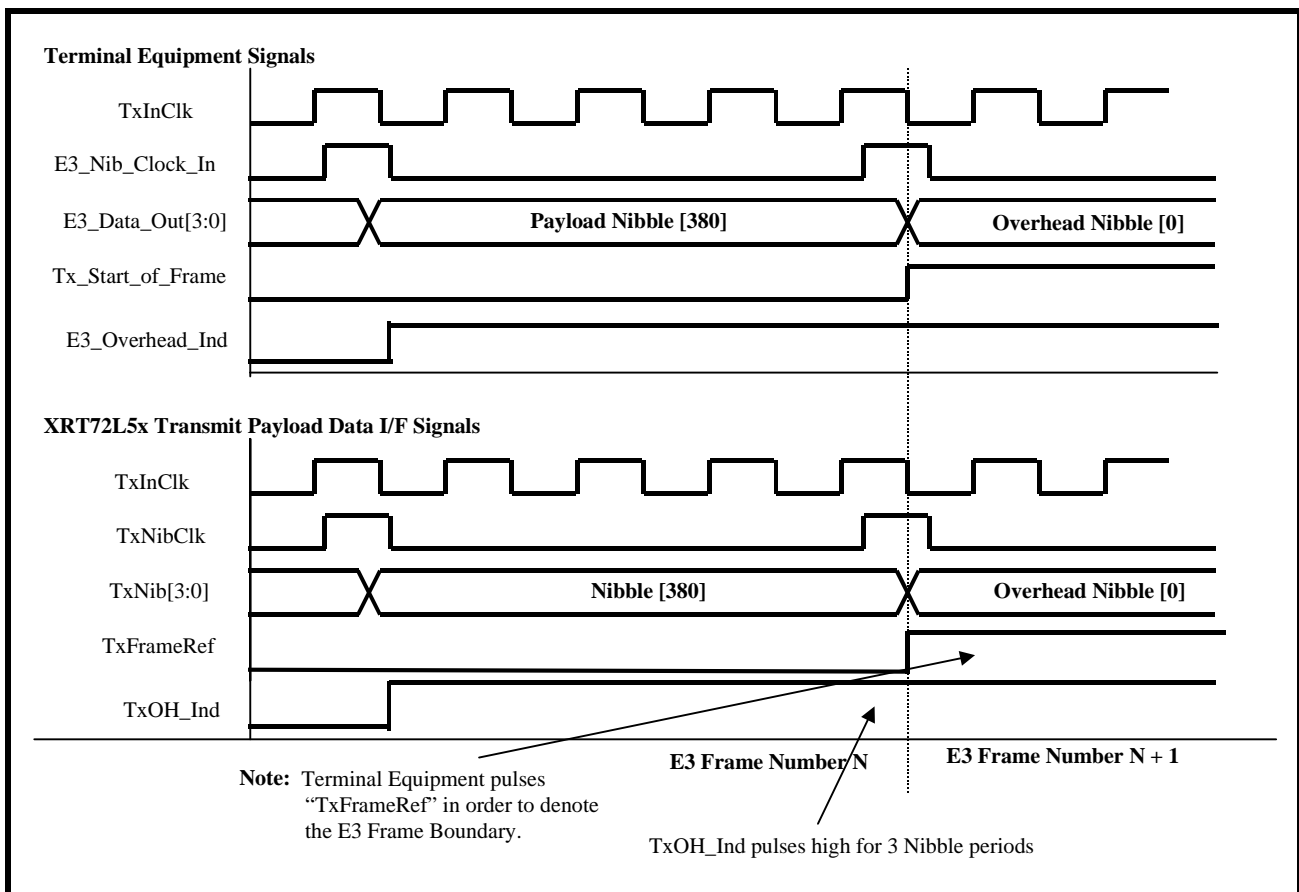 Terminal Equipment Signals
TxInClk
E3_Nib_Clock_In
E3_Data_Out[3:0]
Payload Nibble [380]
Overhead Nibble [0]
Tx_Start_of_Frame
E3_Overhead_Ind
XRT72L5x Transmit Payload Data I/F Signals
TxInClk
TxNibClk
TxNib[3:0]
Nibble [380]
Overhead Nibble [0]
TxFrameRef
TxOH_Ind
E3 Frame Number N
E3 Frame Number N + 1
Note: Terminal Equipment pulses
“TxFrameRef” in order to denote
the E3 Frame Boundary.
TxOH_Ind pulses high for 3 Nibble periods